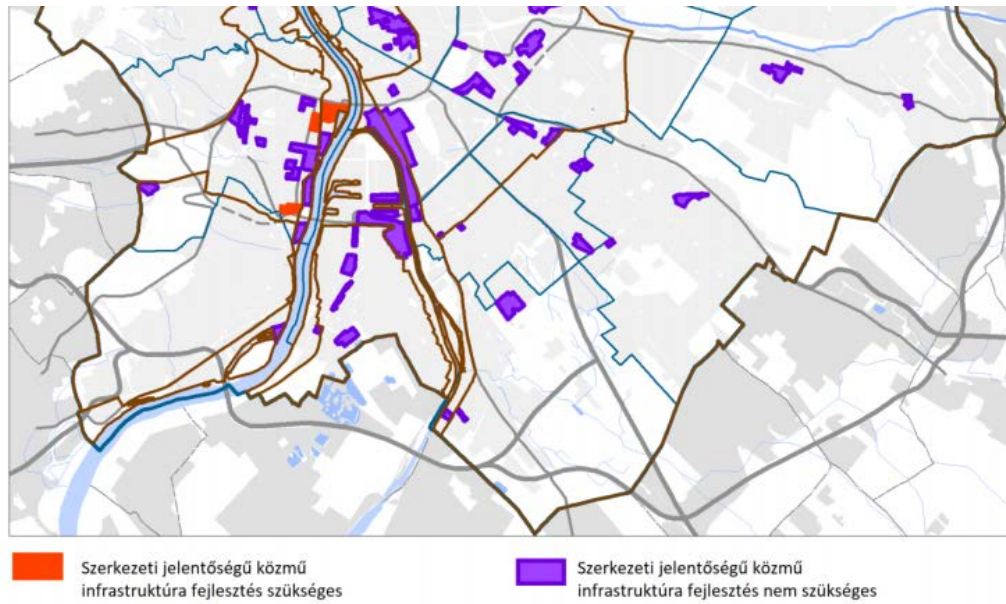 Szerkezeti jelentőségű közmű
infrastruktúra fejlesztés szükséges
Szerkezeti jelentőségű közmű
infrastruktúra fejlesztés nem szükséges